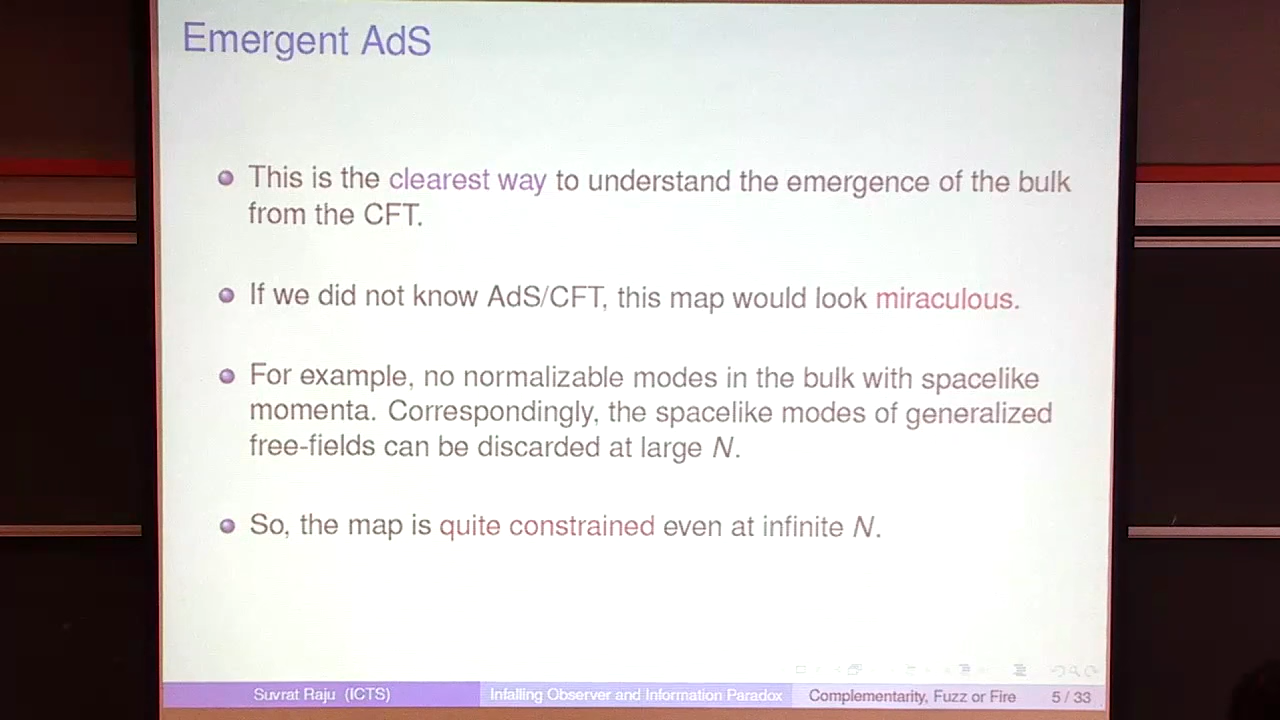 Emergent AdS
This is the clearest way to understand the emergence of the bulk
from the CFT.
If we did not know AdS/CFT, this map would look miraculous.
For example, no normalizable modes in the bulk with spacelike
momenta. Correspondingly, the spacelike modes of generalized
free-fields can be discarded at large N.
So, the map is quite constrained even at infinite N.
Suvrat Raju (ICTS) Infalling Observer and Information Paradox Complementarity, Fuzz or Fire 5 / 33